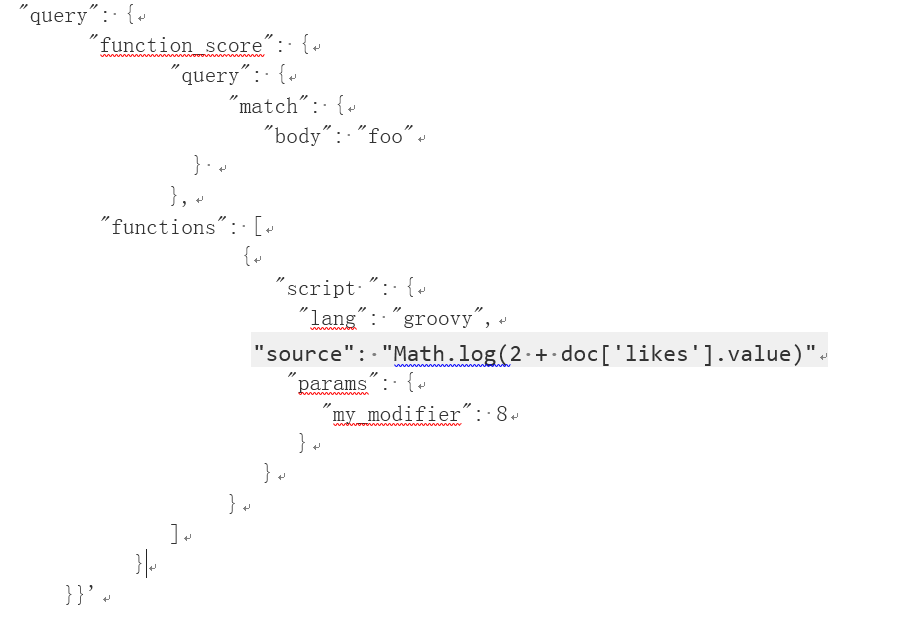 "query": {
"function_score": {
"query": {
"match": {
"body": "foo"
}
},
"functions": [
{
"script ": {
"lang": "groovy",
"source": "Math.log(2 + doc['likes'].value)"
"params": {
"my_modifier": 8
}
}
}
]
}
}}'